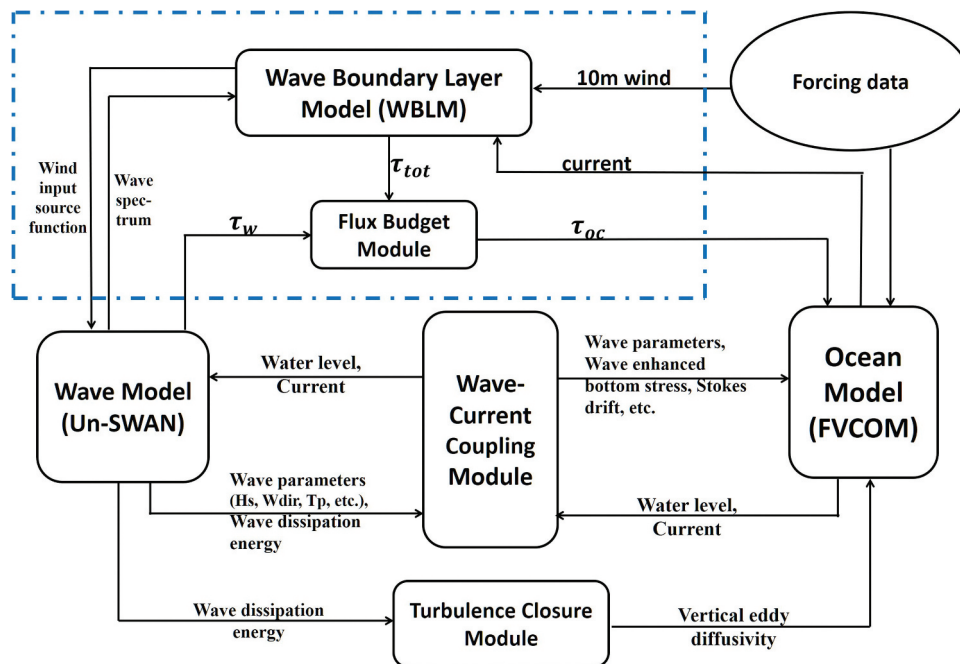 Wave Boundary Layer
Model (WBLM)
10m wind
Forcing data
Wind
input
source
function
Wave
spec-
trum
τ_tot
current
τ_w
Flux Budget
Module
τ_oc
Wave Model
(Un-SWAN)
Water level,
Current
Wave-
Current
Coupling
Module
Wave parameters,
Wave enhanced
bottom stress, Stokes
drift, etc.
Ocean
Model
(FVCOM)
Wave parameters
(Hs, Wdir, Tp, etc.),
Wave dissipation
energy
Water level,
Current
Wave dissipation
energy
Turbulence Closure
Module
Vertical eddy
diffusivity